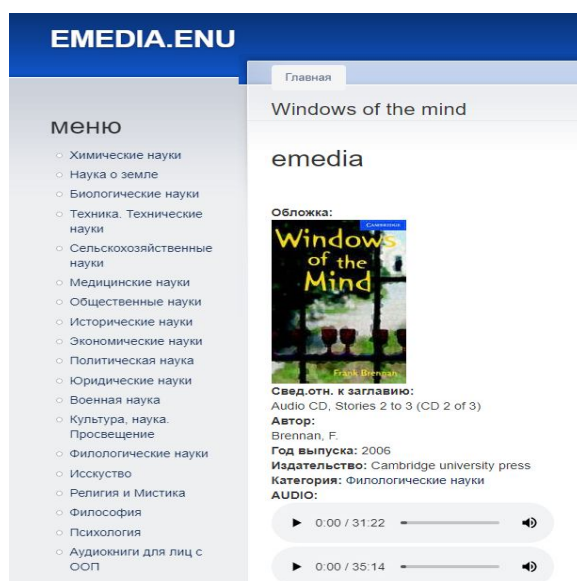 EMEDIA.ENU
Главная
Windows of the mind
меню
Химические науки
Наука о земле
Биологические науки
Техника. Технические
науки
Сельскохозяйственные
науки
Медицинские науки
Общественные науки
Исторические науки
Экономические науки
Политическая наука
Юридические науки
Военная наука
Культура, наука.
Просвещение
Филологические науки
Исскуство
Религия и Мистика
Философия
Психология
Аудиокниги для лиц с
ООП
emedia
Обложка:
CAMBRIDGE
Windows
of the
Mind
Frank Brennan
Свед.отн. к заглавию:
Audio CD, Stories 2 to 3 (CD 2 of 3)
Автор:
Brennan, F.
Год выпуска: 2006
Издательство: Cambridge university press
Категория: Филологические науки
AUDIO:
0:00 / 31:22
0:00 / 35:14